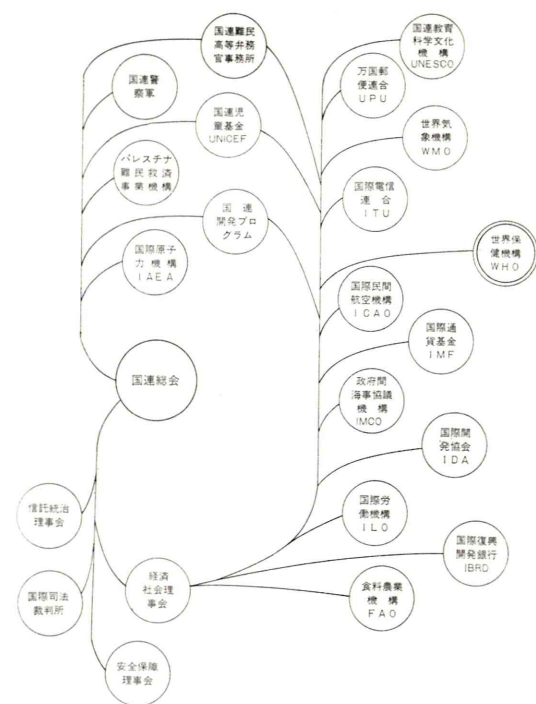 国連難民
高等弁務
官事務所
国連教育
科学文化
機構
UNESCO
国連警
察軍
万国郵
便連合
UPU
国連児
童基金
UNICEF
世界気
象機構
WMO
パレスチナ
難民救済
事業機構
国際電信
連合
ITU
国連
開発プロ
グラム
世界保
健機構
WHO
国際原子
力機構
IAEA
国際民間
航空機構
ICAO
国際通
貨基金
IMF
国連総会
政府間
海事協議
機構
IMCO
国際開
発協会
IDA
信託統治
理事会
国際労
働機構
ILO
国際復興
開発銀行
IBRD
経済
社会理
事会
国際司法
裁判所
食料農業
機構
FAO
安全保障
理事会